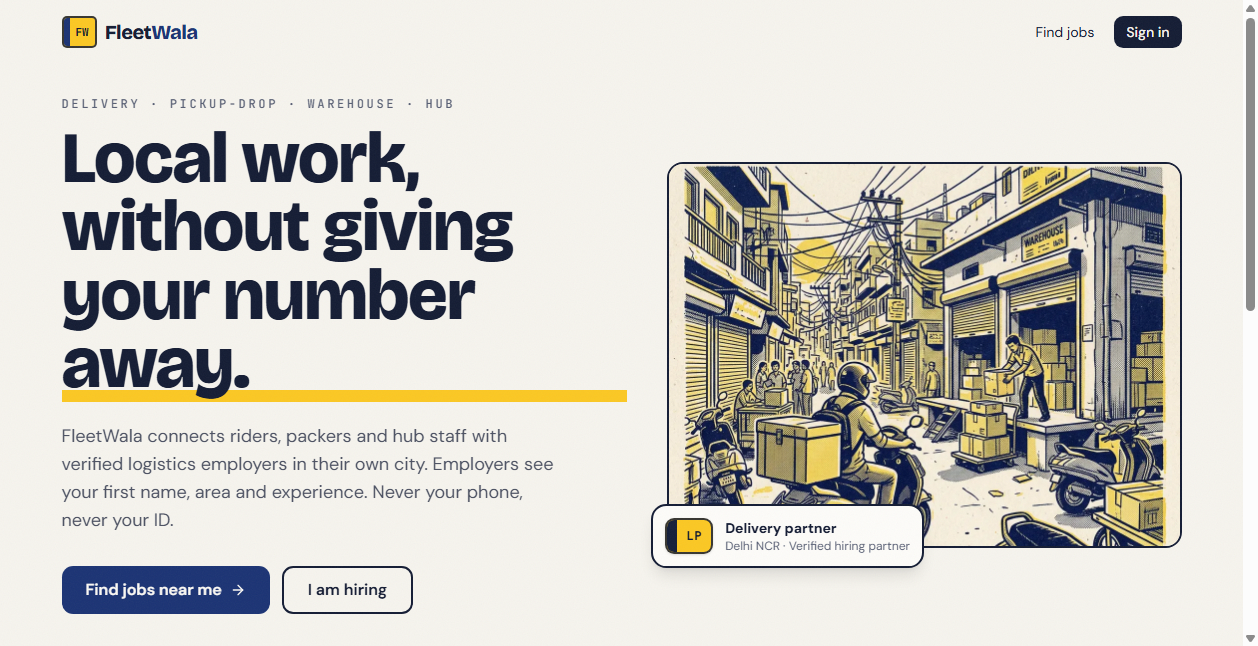 FW FleetWala
Find jobs
Sign in
DELIVERY · PICKUP-DROP · WAREHOUSE · HUB
Local work,
without giving
your number
away.
FleetWala connects riders, packers and hub staff with
verified logistics employers in their own city. Employers see
your first name, area and experience. Never your phone,
never your ID.
Find jobs near me →
I am hiring
WAREHOUSE
LP
Delivery partner
Delhi NCR · Verified hiring partner